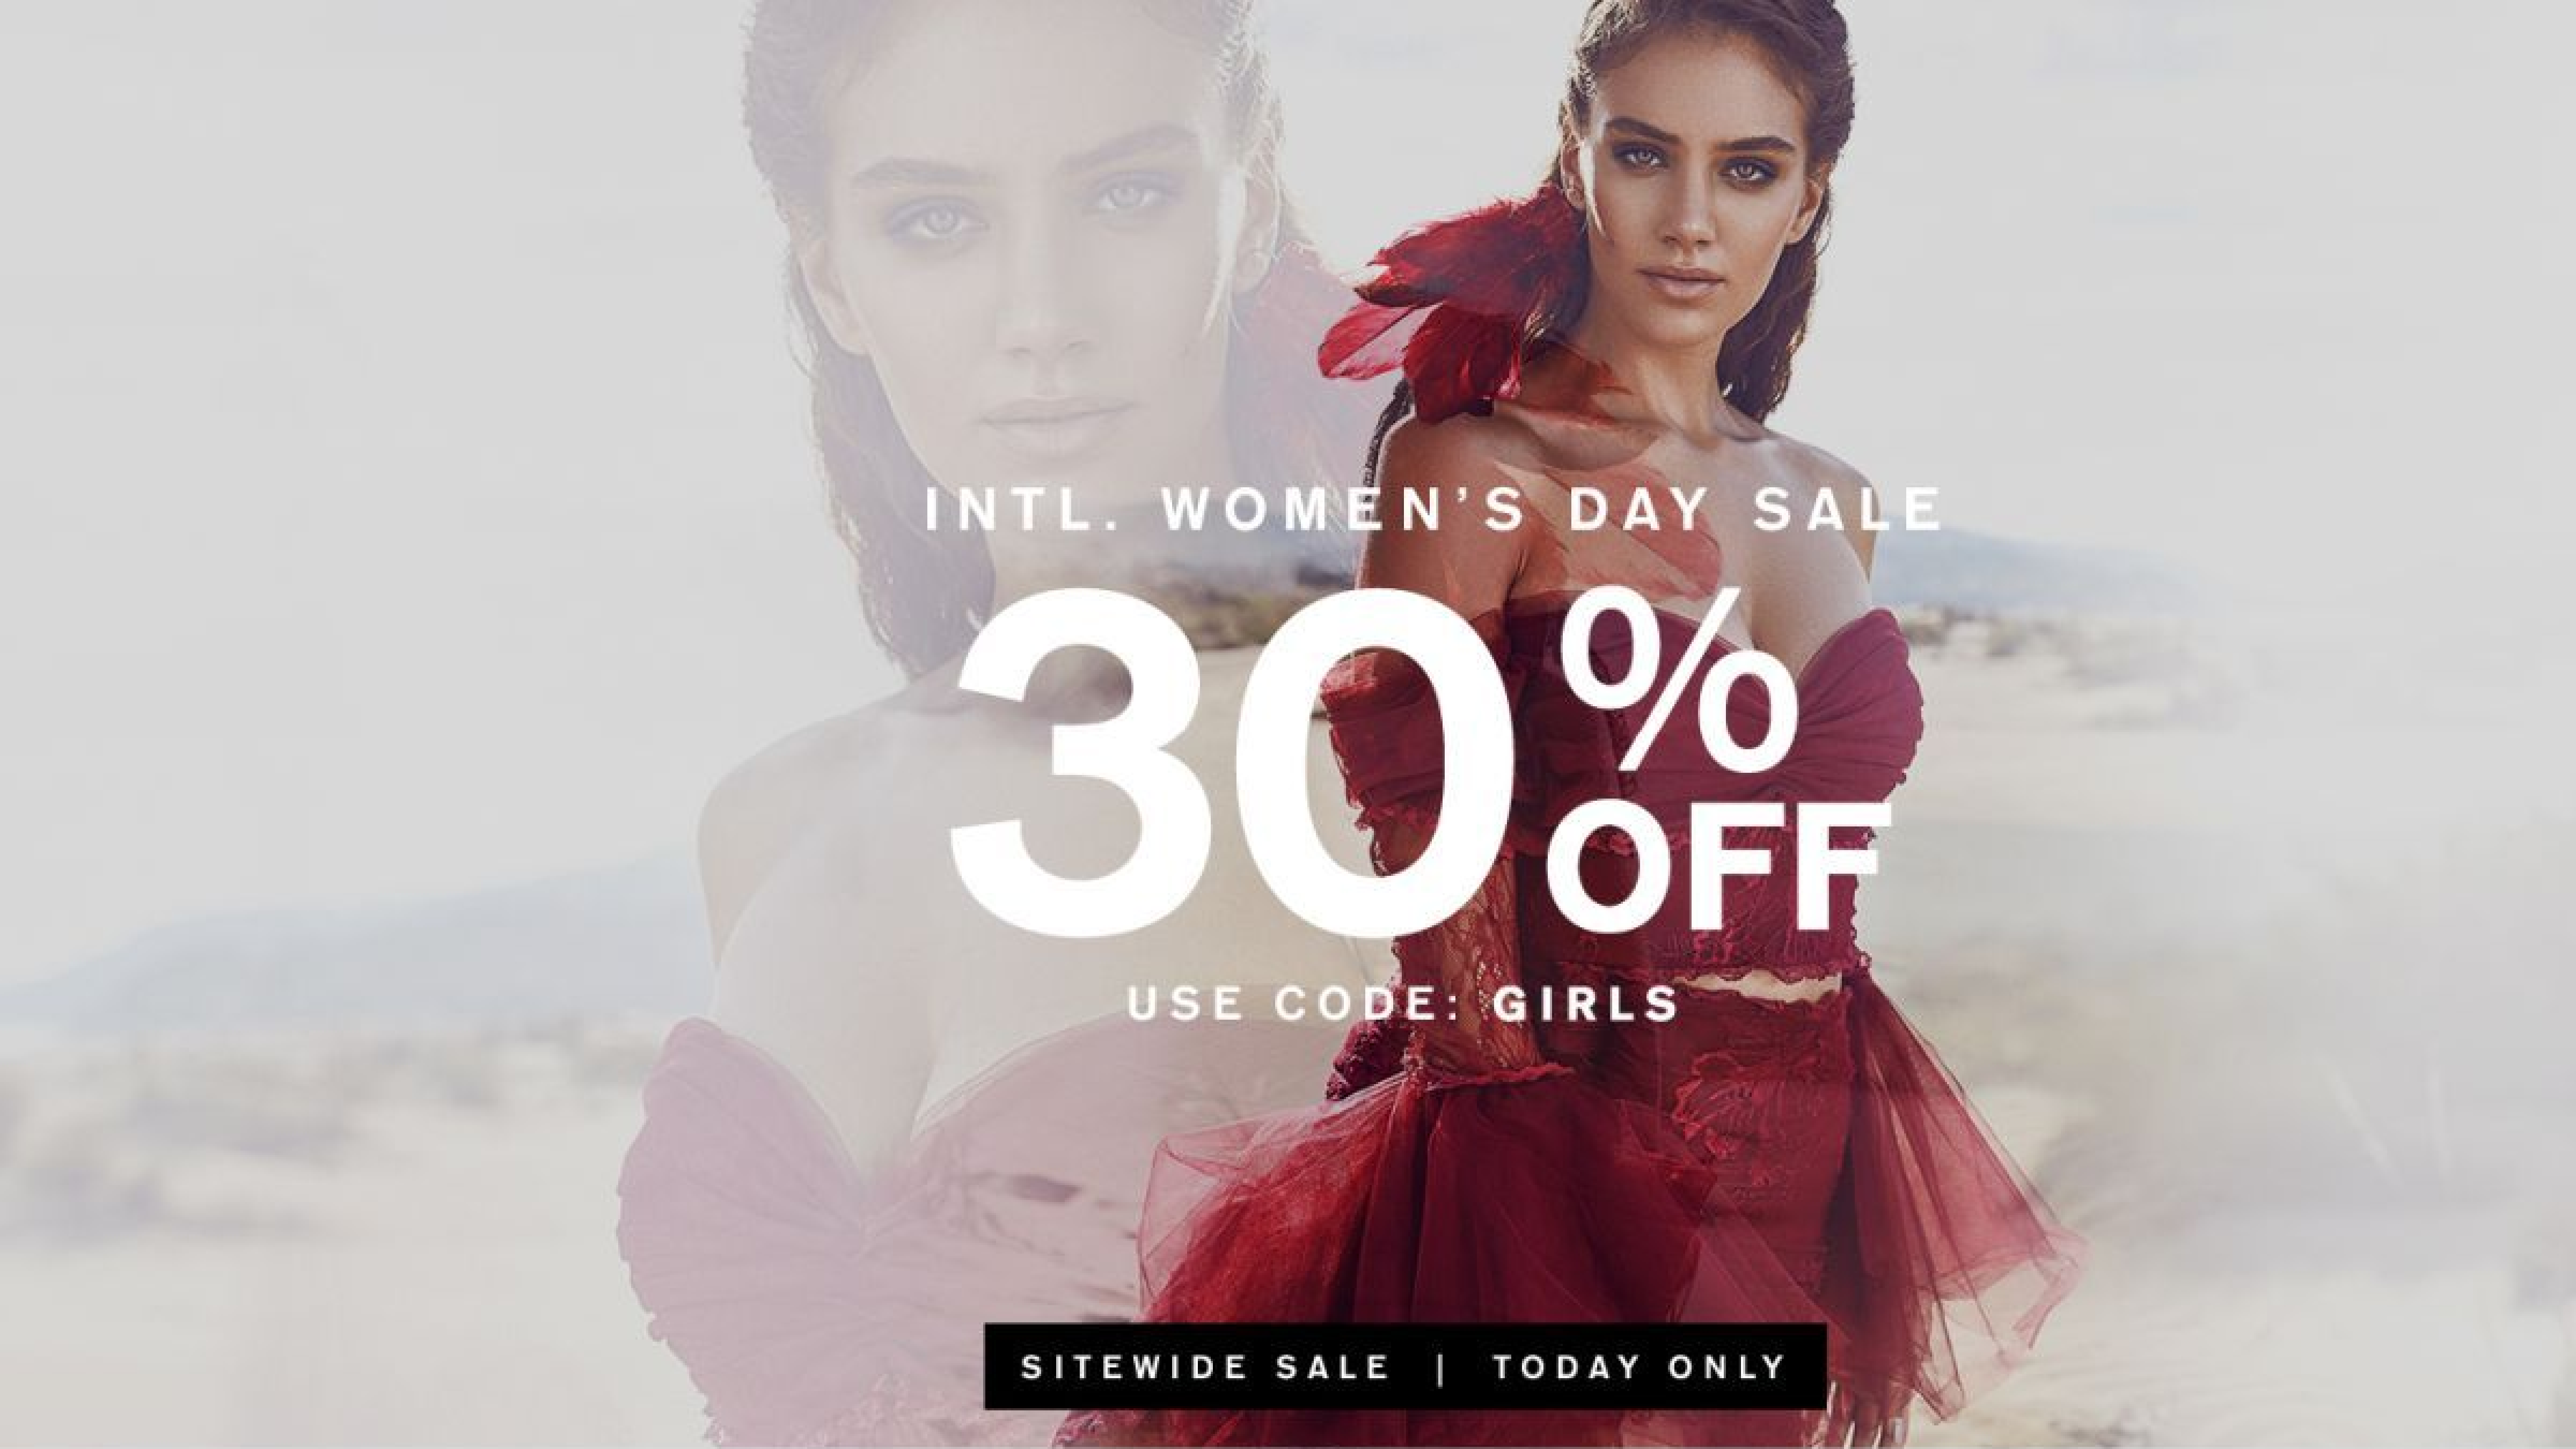 INTL. WOMEN’S DAY SALE
30% OFF
USE CODE: GIRLS
SITEWIDE SALE | TODAY ONLY